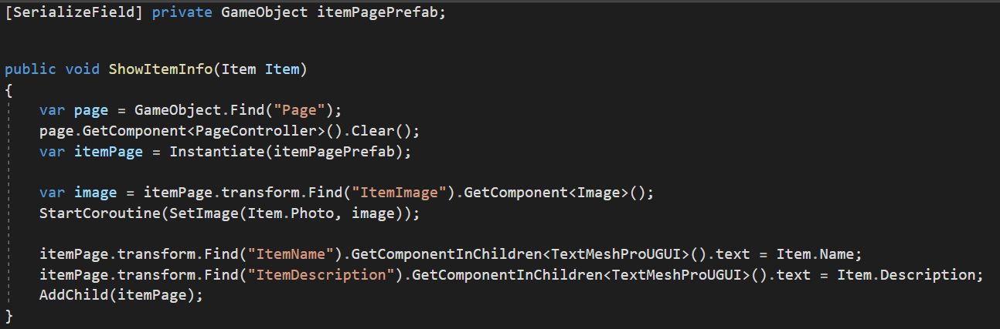 [SerializeField] private GameObject itemPagePrefab;
public void ShowItemInfo(Item Item)
{
var page = GameObject.Find("Page");
page.GetComponent<PageController>().Clear();
var itemPage = Instantiate(itemPagePrefab);
var image = itemPage.transform.Find("ItemImage").GetComponent<Image>();
StartCoroutine(SetImage(Item.Photo, image));
itemPage.transform.Find("ItemName").GetComponentInChildren<TextMeshProUGUI>().text = Item.Name;
itemPage.transform.Find("ItemDescription").GetComponentInChildren<TextMeshProUGUI>().text = Item.Description;
AddChild(itemPage);
}